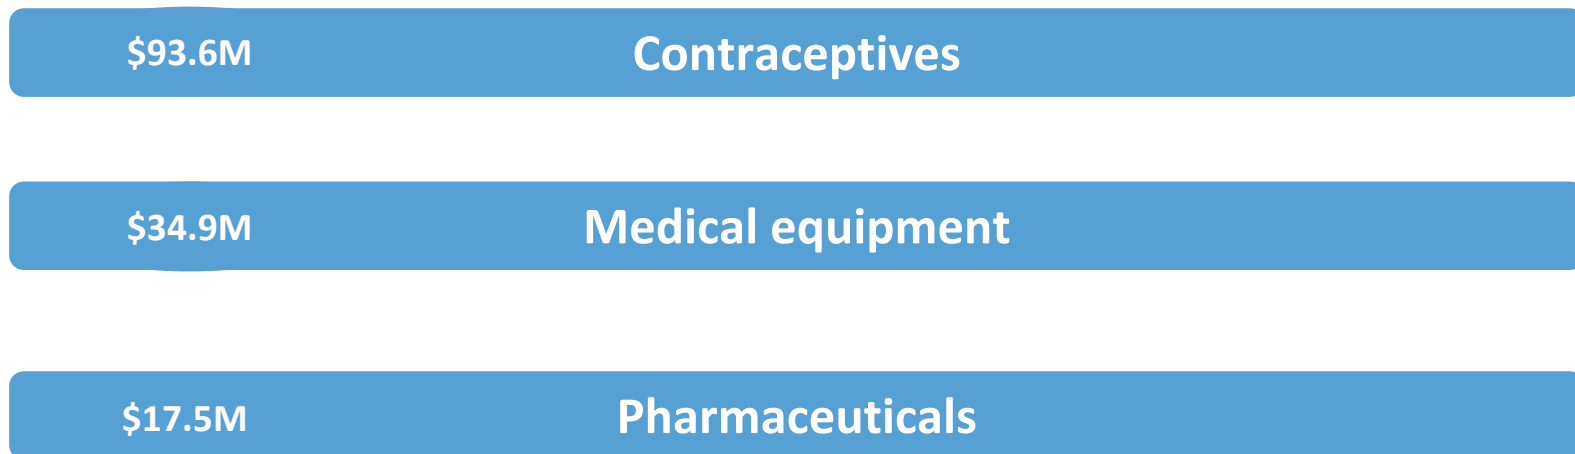 $93.6M Contraceptives
$34.9M Medical equipment
$17.5M Pharmaceuticals